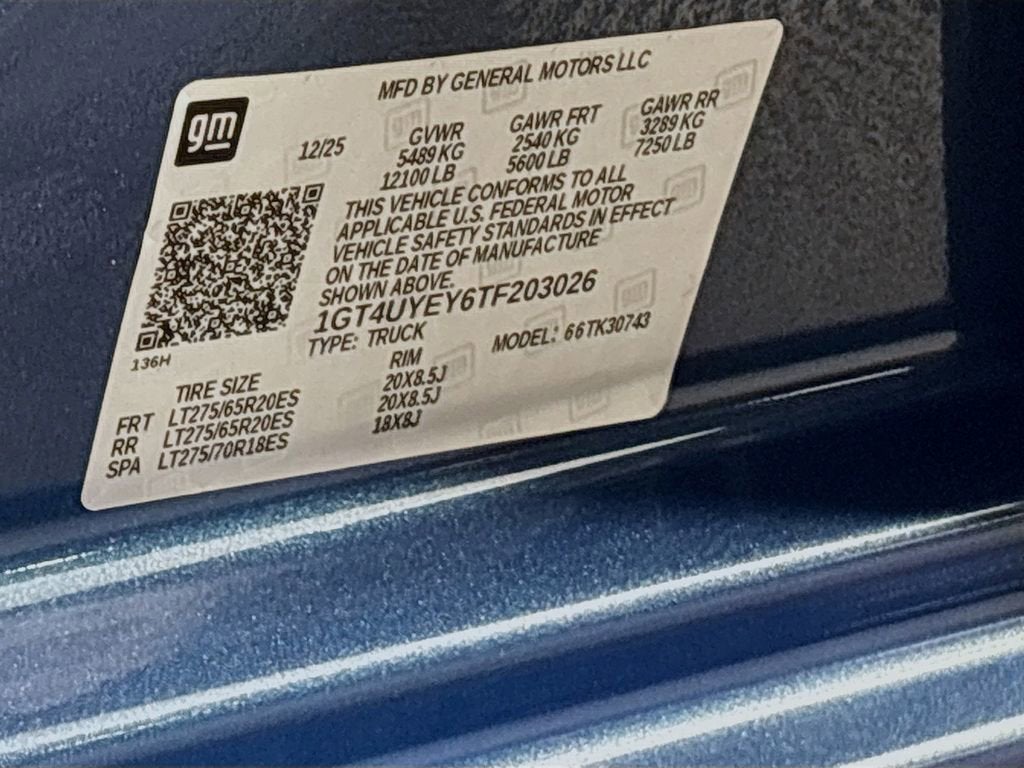 MFD BY GENERAL MOTORS LLC
gm
12/25
GVWR GAWR FRT GAWR RR
5489 KG 2540 KG 3289 KG
12100 LB 5600 LB 7250 LB
THIS VEHICLE CONFORMS TO ALL
APPLICABLE U.S. FEDERAL MOTOR
VEHICLE SAFETY STANDARDS IN EFFECT
ON THE DATE OF MANUFACTURE
SHOWN ABOVE.
1GT4UYEY6TF203026
TYPE: TRUCK MODEL: 66TK30743
136H
TIRE SIZE RIM
FRT LT275/65R20ES 20X8.5J
RR LT275/65R20ES 20X8.5J
SPA LT275/70R18ES 18X8J